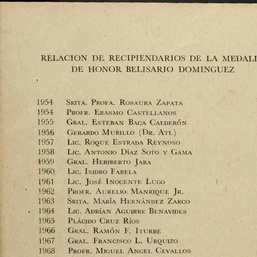 RELACION DE RECIPIENDARIOS DE LA MEDALL
DE HONOR BELISARIO DOMINGUEZ
1954 SRITA. PROFA. ROSAURA ZAPATA
1954 PROFR. ERASMO CASTELLANOS
1955 GRAL. ESTEBAN BACA CALDERÓN
1956 GERARDO MURILLO (DR. ATL)
1957 LIC. ROQUE ESTRADA REYNOSO
1958 LIC. ANTONIO DÍAZ SOTO Y GAMA
1959 GRAL. HERIBERTO JARA
1960 LIC. ISIDRO FABELA
1961 LIC. JOSÉ INOCENTE LUGO
1962 PROFR. AURELIO MANRIQUE JR.
1963 SRITA. MARÍA HERNÁNDEZ ZARCO
1964 LIC. ADRÍAN AGUIRRE BENAVIDES
1965 PLÁCIDO CRUZ RÍOS
1966 GRAL. RAMÓN F. ITURBE
1967 GRAL. FRANCISCO L. URQUIZO
1968 PROFR. MIGUEL ANGEL CEVALLOS